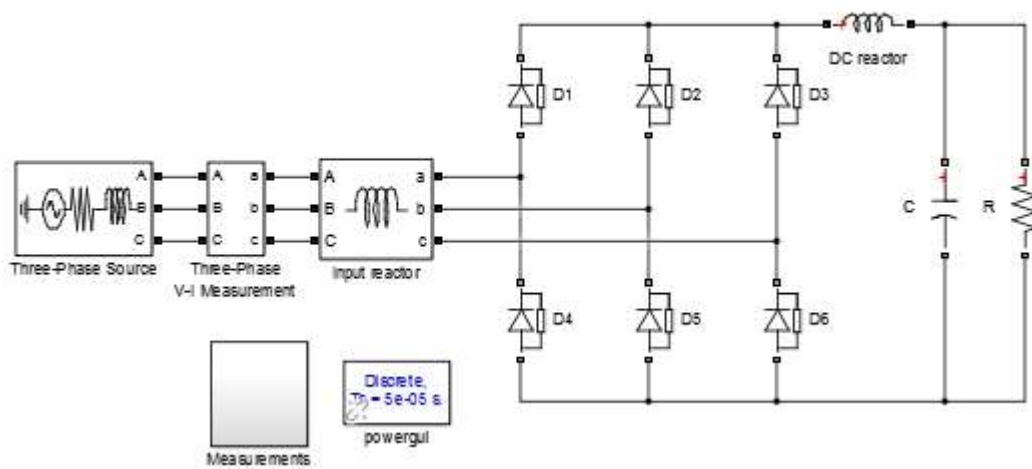 DC reactor
D1
D2
D3
A
B
C
Three-Phase Source
A
B
C
a
b
c
Three-Phase
V-I Measurement
A
B
C
a
b
c
Input reactor
C
R
D4
D5
D6
Measurements
Discrete,
= 5e-05 s.
powergui